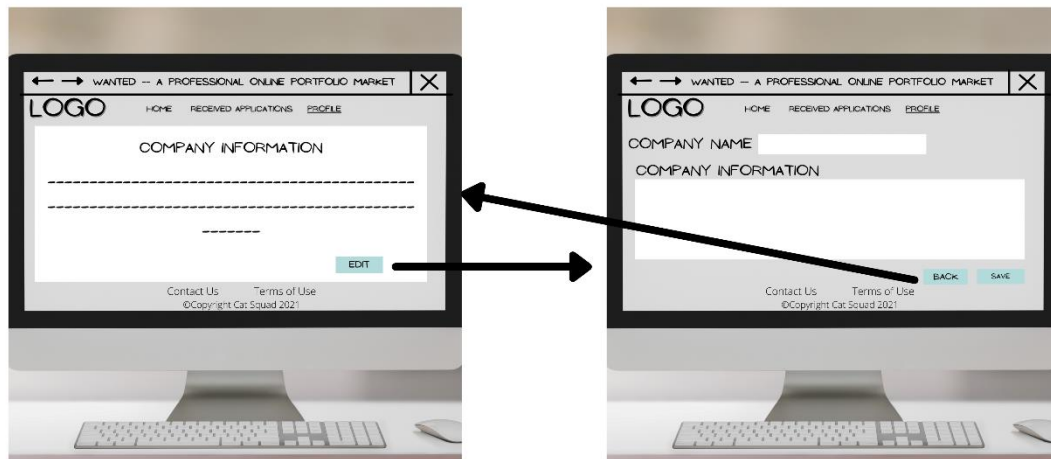 WANTED -- A PROFESSIONAL ONLINE PORTFOLIO MARKET X
LOGO HOME RECEIVED APPLICATIONS PROFILE
COMPANY INFORMATION
EDIT
Contact Us Terms of Use
©Copyright Cat Squad 2021
WANTED -- A PROFESSIONAL ONLINE PORTFOLIO MARKET X
LOGO HOME RECEIVED APPLICATIONS PROFILE
COMPANY NAME
COMPANY INFORMATION
BACK SAVE
Contact Us Terms of Use
©Copyright Cat Squad 2021